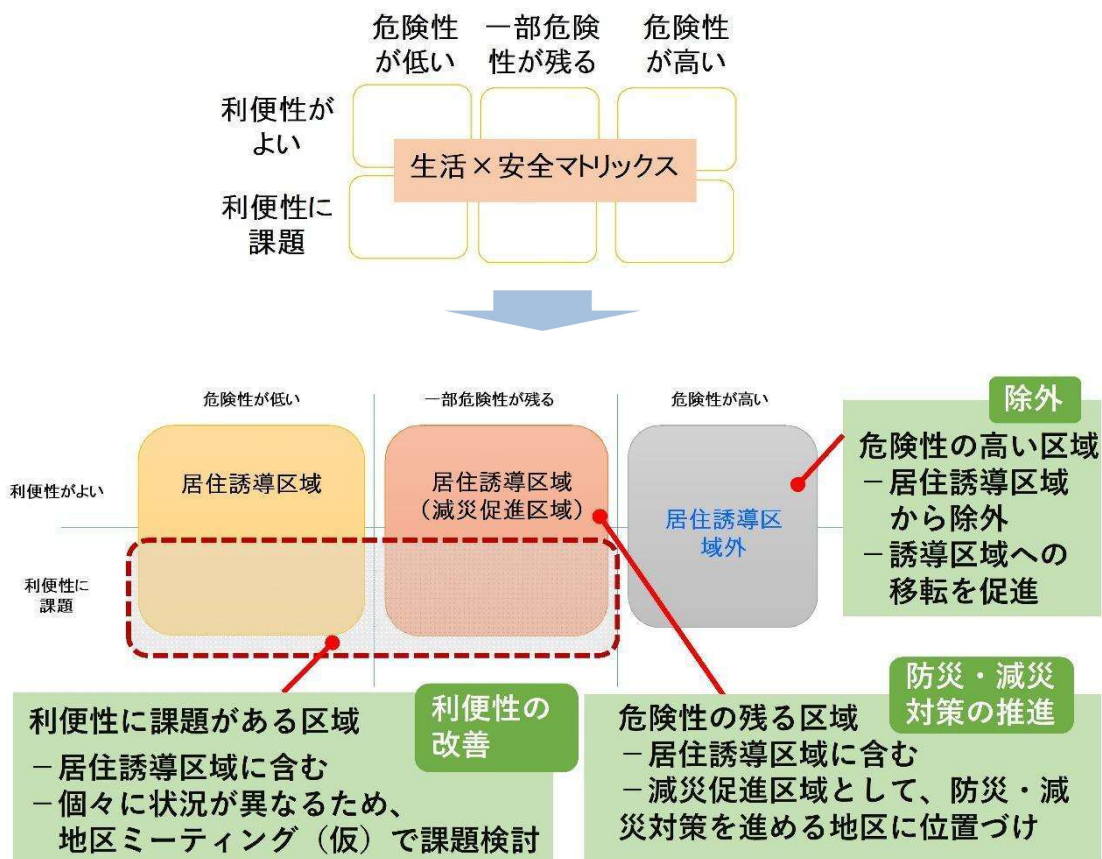 危険性
が低い
一部危険
性が残る
危険性
が高い
利便性が
よい
生活×安全マトリックス
利便性に
課題
危険性が低い
一部危険性が残る
危険性が高い
利便性がよい
利便性に
課題
居住誘導区域
居住誘導区域
（減災促進区域）
居住誘導区
域外
除外
危険性の高い区域
－居住誘導区域
から除外
－誘導区域への
移転を促進
利便性の
改善
利便性に課題がある区域
－居住誘導区域に含む
－個々に状況が異なるため、
地区ミーティング（仮）で課題検討
防災・減災
対策の推進
危険性の残る区域
－居住誘導区域に含む
－減災促進区域として、防災・減
災対策を進める地区に位置づけ